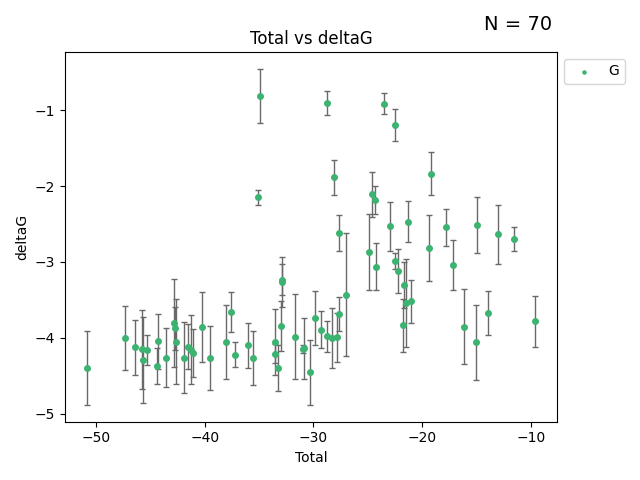 N = 70
Total vs deltaG
G
deltaG
−1
−2
−3
−4
−5
−50 −40 −30 −20 −10
Total